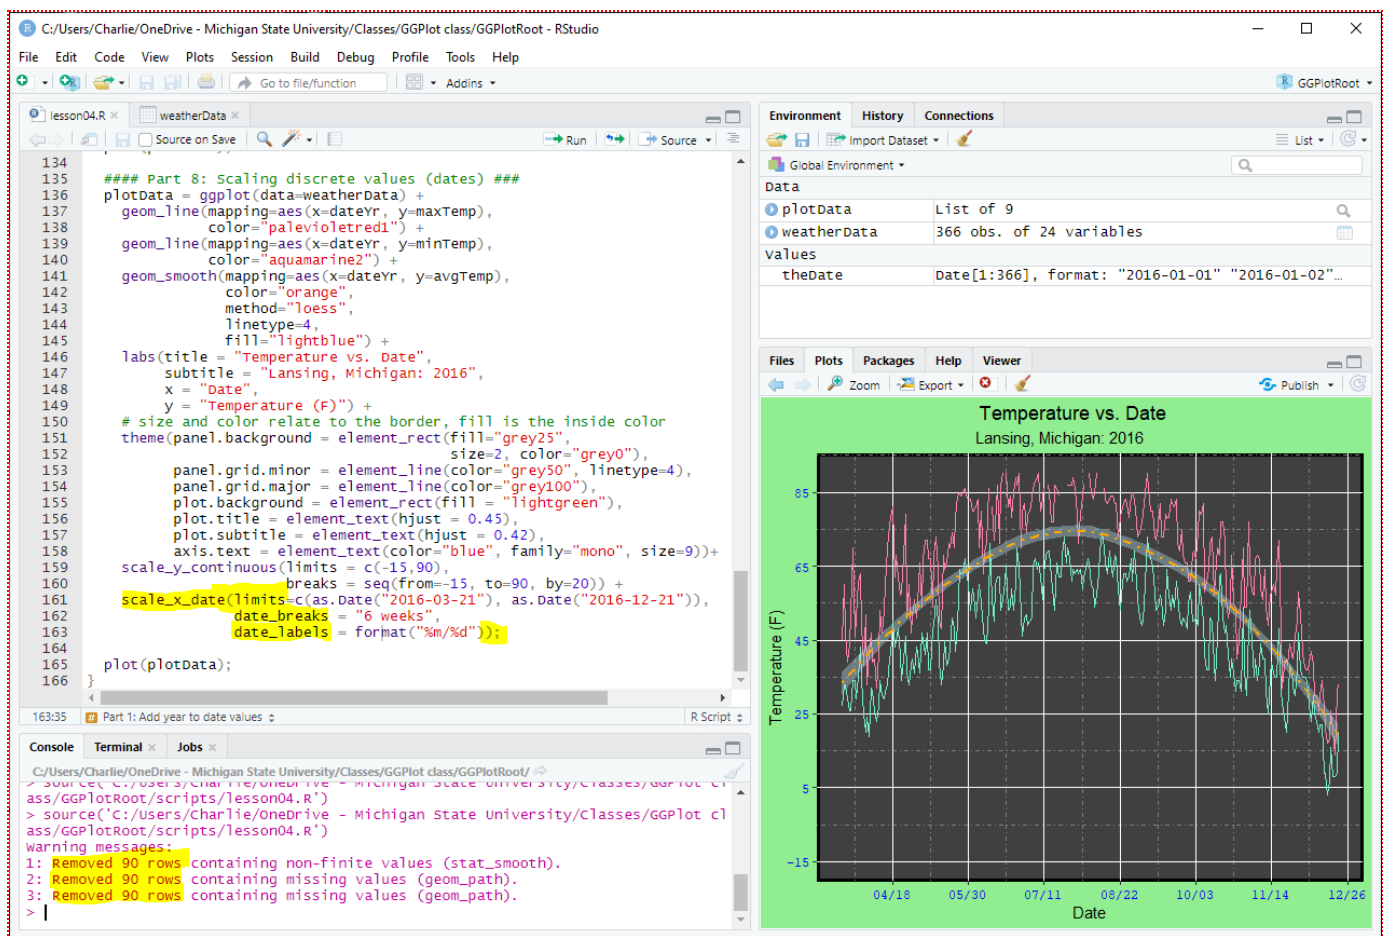 C:/Users/Charlie/OneDrive - Michigan State University/Classes/GGPlot class/GGPlotRoot - RStudio
File Edit Code View Plots Session Build Debug Profile Tools Help
Go to file/function Addins GGPlotRoot
lesson04.R weatherData
Source on Save Run Source
134
135 #### Part 8: Scaling discrete values (dates) ###
136 plotData = ggplot(data=weatherData) +
137 geom_line(mapping=aes(x=dateYr, y=maxTemp),
138 color="palevioletred1") +
139 geom_line(mapping=aes(x=dateYr, y=minTemp),
140 color="aquamarine2") +
141 geom_smooth(mapping=aes(x=dateYr, y=avgTemp),
142 color="orange",
143 method="loess",
144 linetype=4,
145 fill="lightblue") +
146 labs(title = "Temperature vs. Date",
147 subtitle = "Lansing, Michigan: 2016",
148 x = "Date",
149 y = "Temperature (F)") +
150 # size and color relate to the border, fill is the inside color
151 theme(panel.background = element_rect(fill="grey25",
152 size=2, color="grey0"),
153 panel.grid.minor = element_line(color="grey50", linetype=4),
154 panel.grid.major = element_line(color="grey100"),
155 plot.background = element_rect(fill = "lightgreen"),
156 plot.title = element_text(hjust = 0.45),
157 plot.subtitle = element_text(hjust = 0.42),
158 axis.text = element_text(color="blue", family="mono", size=9))+
159 scale_y_continuous(limits = c(-15,90),
160 breaks = seq(from=-15, to=90, by=20)) +
161 scale_x_date(limits=c(as.Date("2016-03-21"), as.Date("2016-12-21")),
162 date_breaks = "6 weeks",
163 date_labels = format("%m/%d"));
164
165 plot(plotData);
166 }
163:35 # Part 1: Add year to date values R Script
Console Terminal Jobs
C:/Users/Charlie/OneDrive - Michigan State University/Classes/GGPlot class/GGPlotRoot/
> source('C:/Users/Charlie/OneDrive - Michigan State University/Classes/GGPlot cl
ass/GGPlotRoot/scripts/lesson04.R')
> source('C:/Users/Charlie/OneDrive - Michigan State University/Classes/GGPlot cl
ass/GGPlotRoot/scripts/lesson04.R')
Warning messages:
1: Removed 90 rows containing non-finite values (stat_smooth).
2: Removed 90 rows containing missing values (geom_path).
3: Removed 90 rows containing missing values (geom_path).
>
Environment History Connections
Import Dataset List
Global Environment
Data
plotData List of 9
weatherData 366 obs. of 24 variables
Values
theDate Date[1:366], format: "2016-01-01" "2016-01-02"…
Files Plots Packages Help Viewer
Zoom Export Publish
Temperature vs. Date
Lansing, Michigan: 2016
Temperature (F)
85
65
45
25
5
-15
04/18 05/30 07/11 08/22 10/03 11/14 12/26
Date